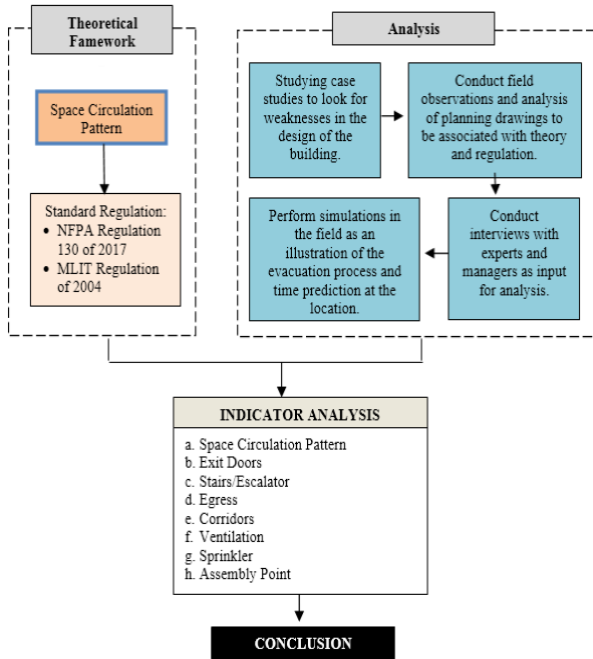 Theoretical
Famework
Space Circulation
Pattern
Standard Regulation:
• NFPA Regulation
130 of 2017
• MLIT Regulation
of 2004
Analysis
Studying case
studies to look for
weaknesses in the
design of the
building.
Conduct field
observations and analysis
of planning drawings to
be associated with theory
and regulation.
Conduct
interviews with
experts and
managers as input
for analysis.
Perform simulations in
the field as an
illustration of the
evacuation process and
time prediction at the
location.
INDICATOR ANALYSIS
a. Space Circulation Pattern
b. Exit Doors
c. Stairs/Escalator
d. Egress
e. Corridors
f. Ventilation
g. Sprinkler
h. Assembly Point
CONCLUSION